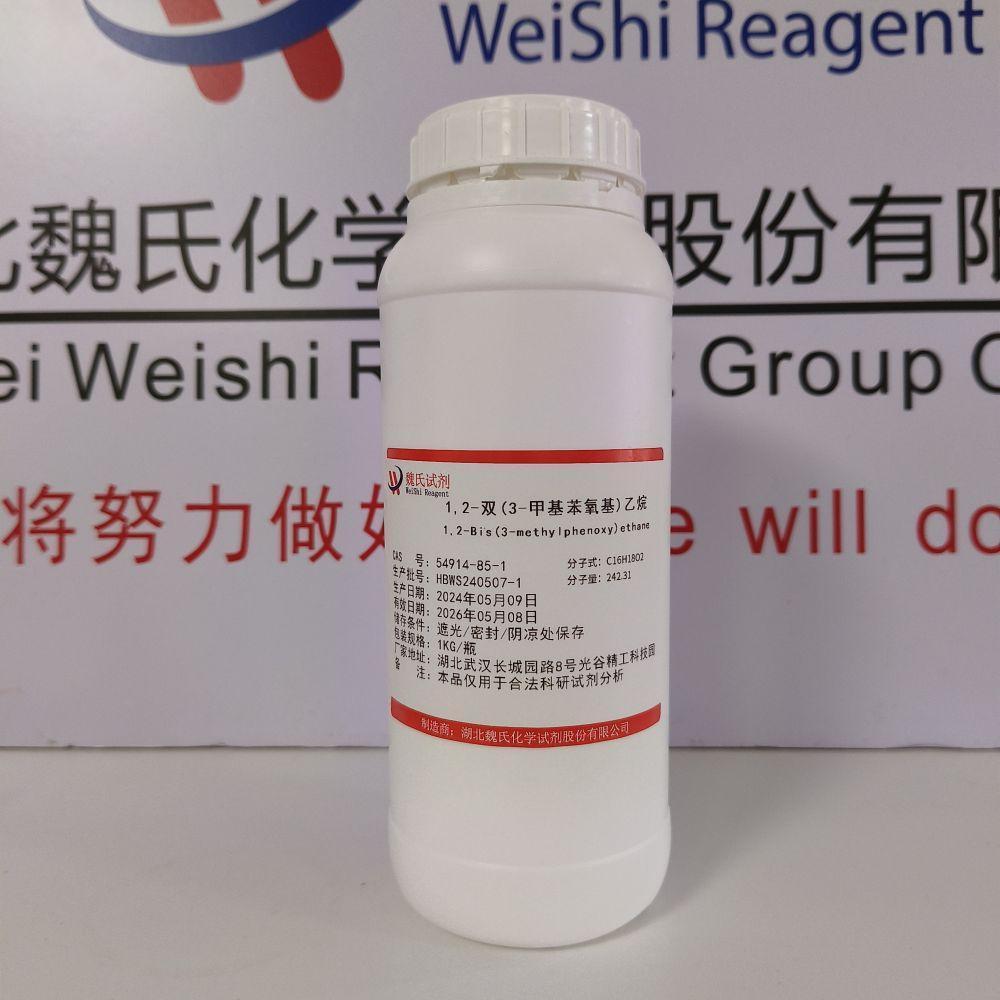 WeiShi Reagent
魏氏化学 股份有限
ei Weishi R Group
将努力做 e will do
魏氏试剂
WeiShi Reagent
1,2-双(3-甲基苯氧基)乙烷
1,2-Bis(3-methylphenoxy)ethane
CAS 号: 54914-85-1 分子式: C16H18O2
生产批号: HBWS240507-1 分子量: 242.31
生产日期: 2024年05月09日
有效日期: 2026年05月08日
储存条件: 遮光/密封/阴凉处保存
包装规格: 1KG/瓶
厂家地址: 湖北武汉长城园路8号光谷精工科技园
备 注: 本品仅用于合法科研试剂分析
制造商: 湖北魏氏化学试剂股份有限公司